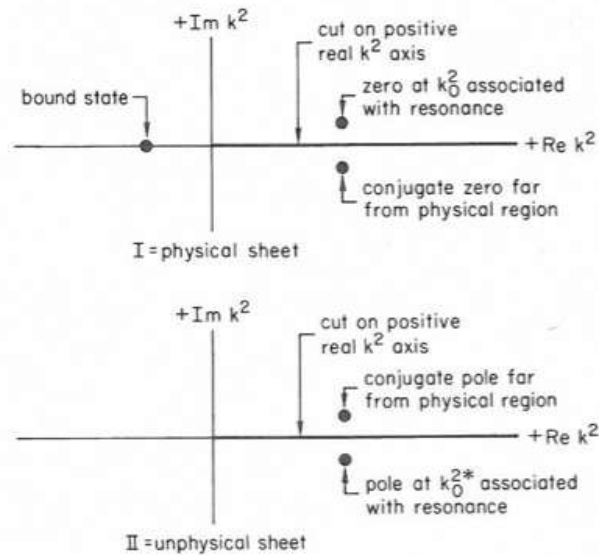 +Im k²
cut on positive
real k² axis
zero at k₀² associated
with resonance
bound state
+Re k²
conjugate zero far
from physical region
I = physical sheet
+Im k²
cut on positive
real k² axis
conjugate pole far
from physical region
+Re k²
pole at k₀²* associated
with resonance
II = unphysical sheet